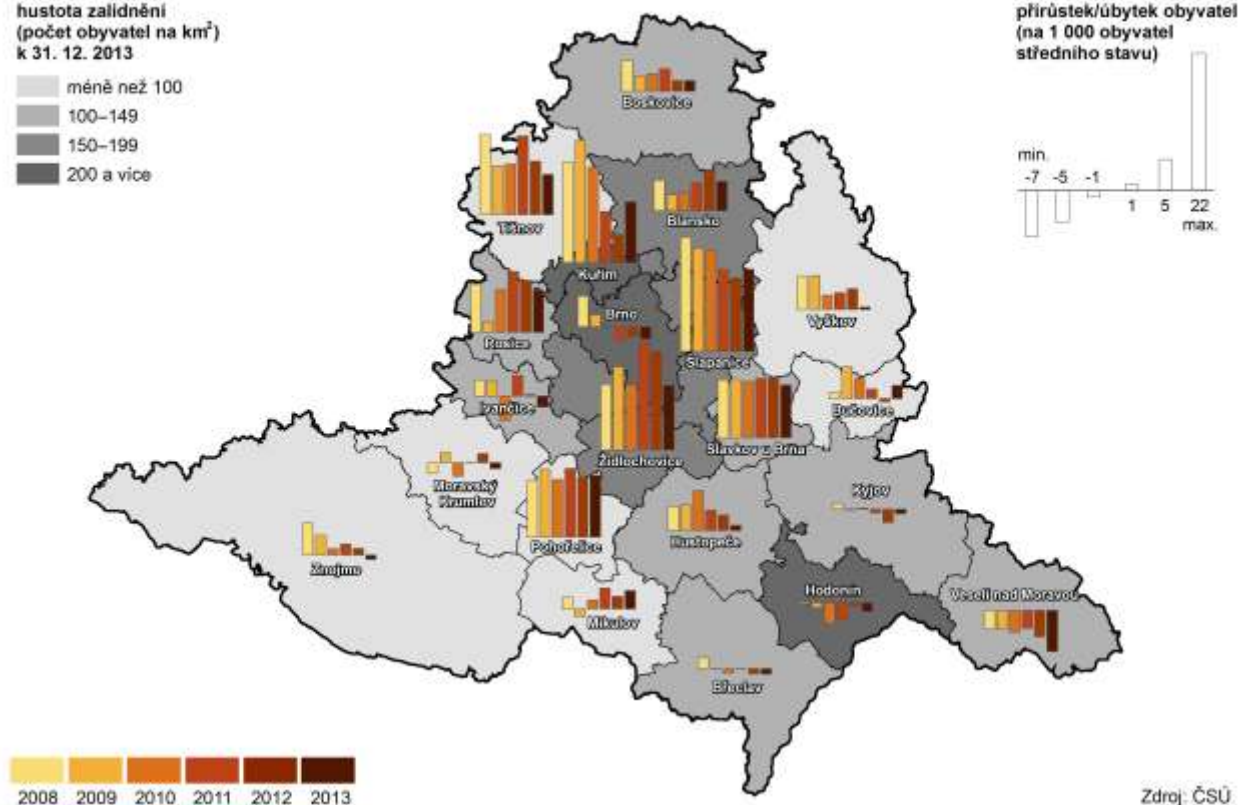 hustota zalidnění
(počet obyvatel na km²)
k 31. 12. 2013
méně než 100
100–149
150–199
200 a více
přírůstek/úbytek obyvatel
(na 1 000 obyvatel
středního stavu)
min.
-7 -5 -1
1 5 22
max.
Boskovice
Tišnov
Blansko
Kuřim
Brno
Vyškov
Rosice
Šlapanice
Ivančice
Bučovice
Slavkov u Brna
Židlochovice
Moravský
Krumlov
Kyjov
Pohořelice
Hustopeče
Znojmo
Hodonín
Veselí nad Moravou
Mikulov
Břeclav
2008 2009 2010 2011 2012 2013
Zdroj: ČSÚ